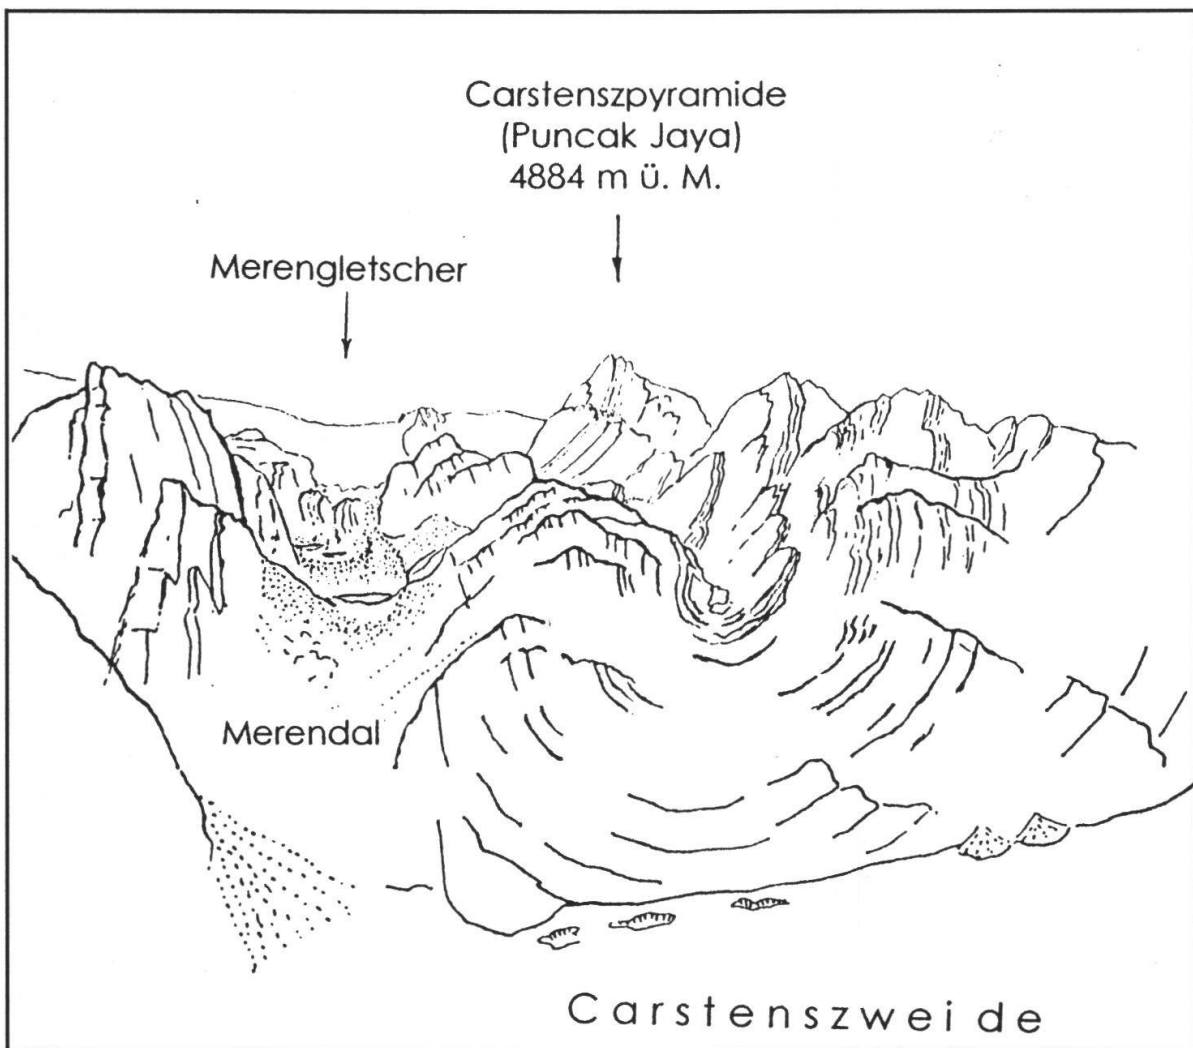 Carstenszpyramide
(Puncak Jaya)
4884 m ü. M.
Merengletscher
Merendal
Carstenszweide